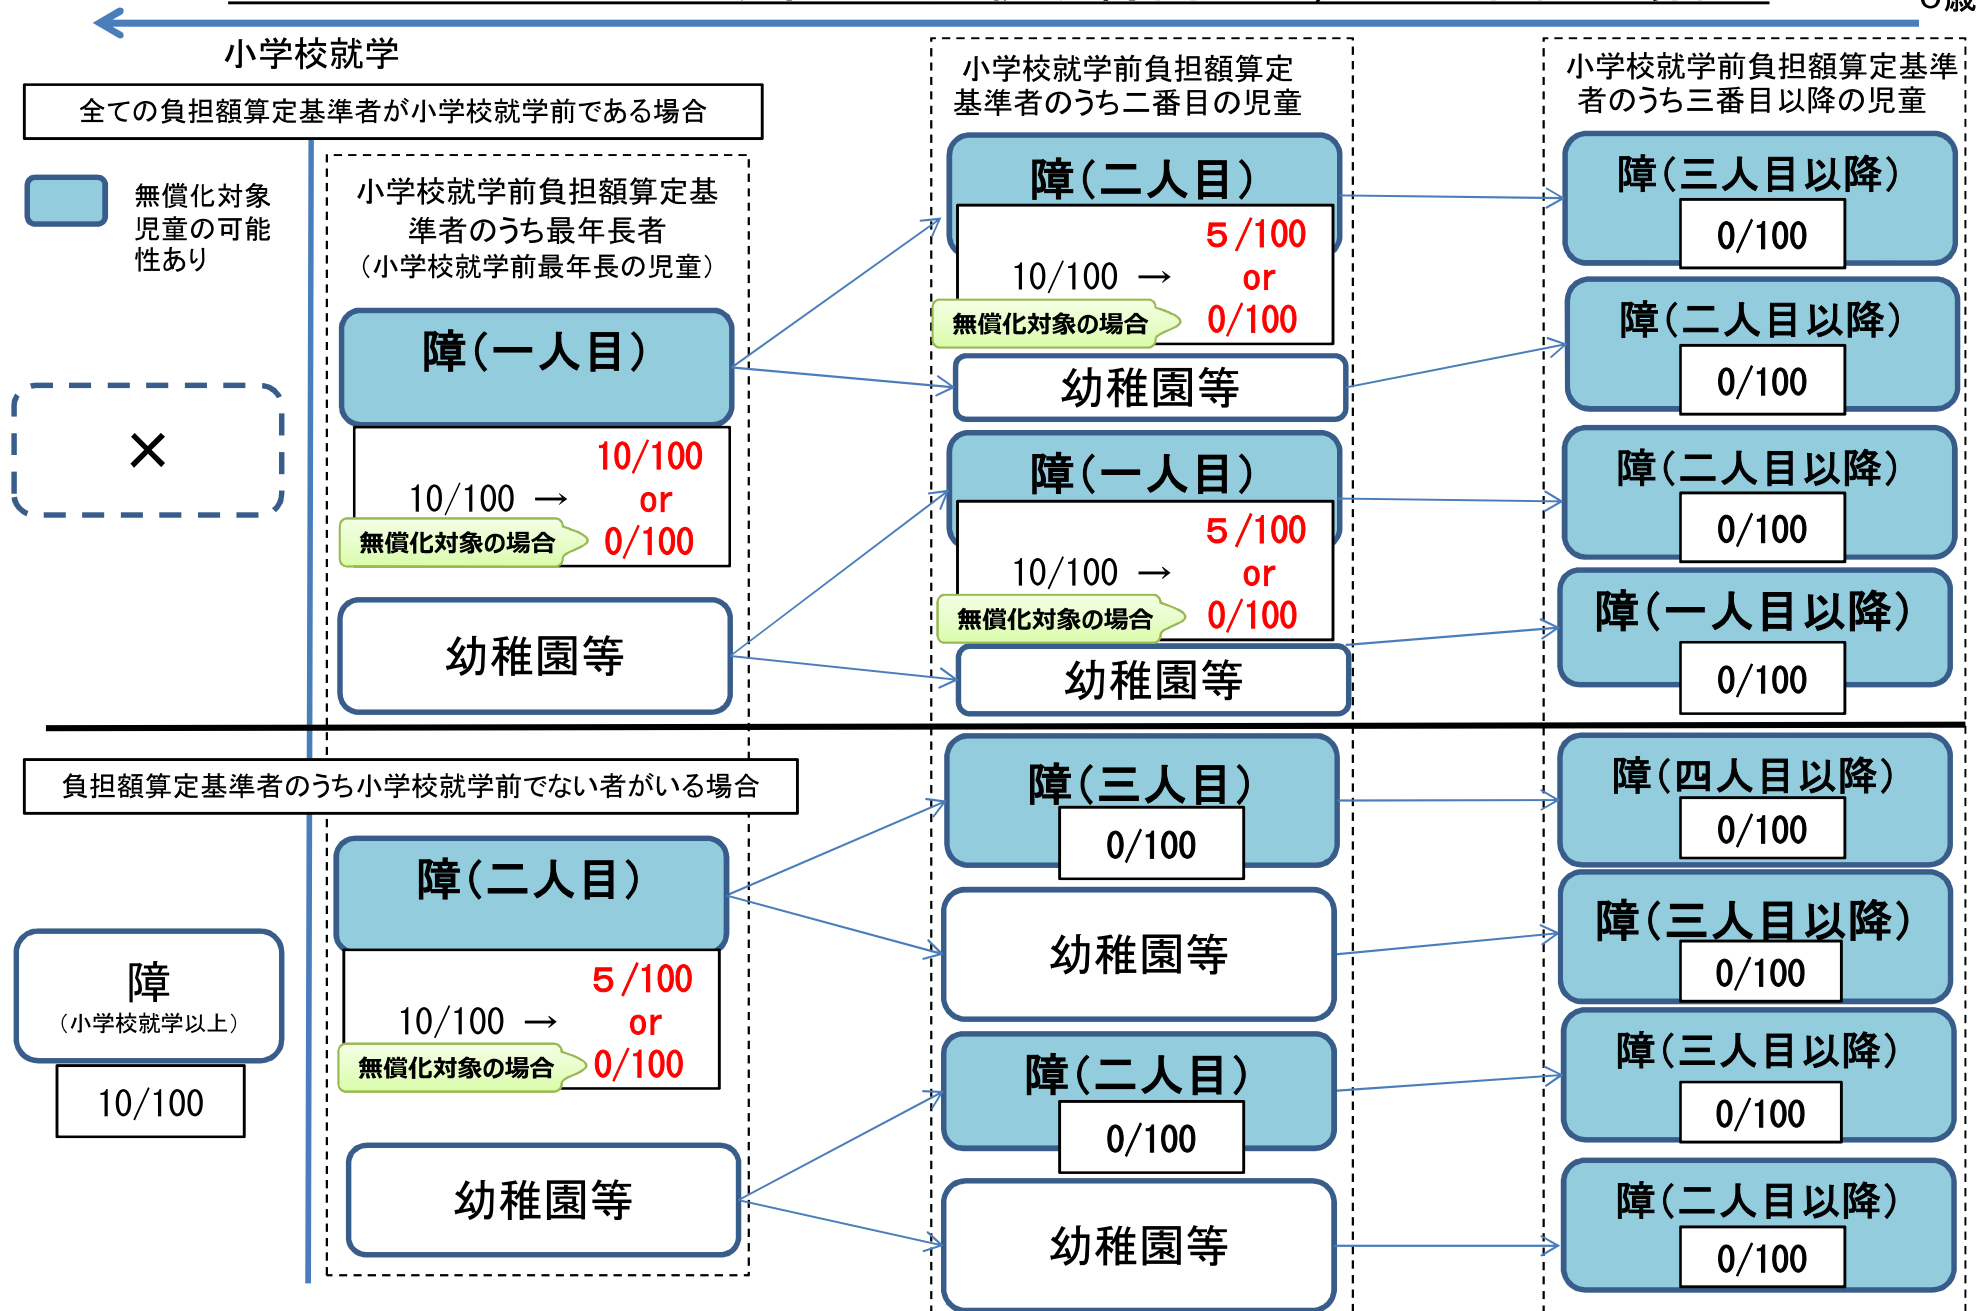 小学校就学
全ての負担額算定基準者が小学校就学前である場合
無償化対象
児童の可能
性あり
×
小学校就学前負担額算定基
準者のうち最年長者
（小学校就学前最年長の児童）
障（一人目）
10/100 →
10/100
or
0/100
無償化対象の場合
幼稚園等
小学校就学前負担額算定
基準者のうち二番目の児童
障（二人目）
10/100 →
5/100
or
0/100
無償化対象の場合
幼稚園等
障（一人目）
10/100 →
5/100
or
0/100
無償化対象の場合
幼稚園等
小学校就学前負担額算定基準
者のうち三番目以降の児童
障（三人目以降）
0/100
障（二人目以降）
0/100
障（二人目以降）
0/100
障（一人目以降）
0/100
負担額算定基準者のうち小学校就学前でない者がいる場合
障
（小学校就学以上）
10/100
障（二人目）
10/100 →
5/100
or
0/100
無償化対象の場合
幼稚園等
障（三人目）
0/100
幼稚園等
障（二人目）
0/100
幼稚園等
障（四人目以降）
0/100
障（三人目以降）
0/100
障（三人目以降）
0/100
障（二人目以降）
0/100